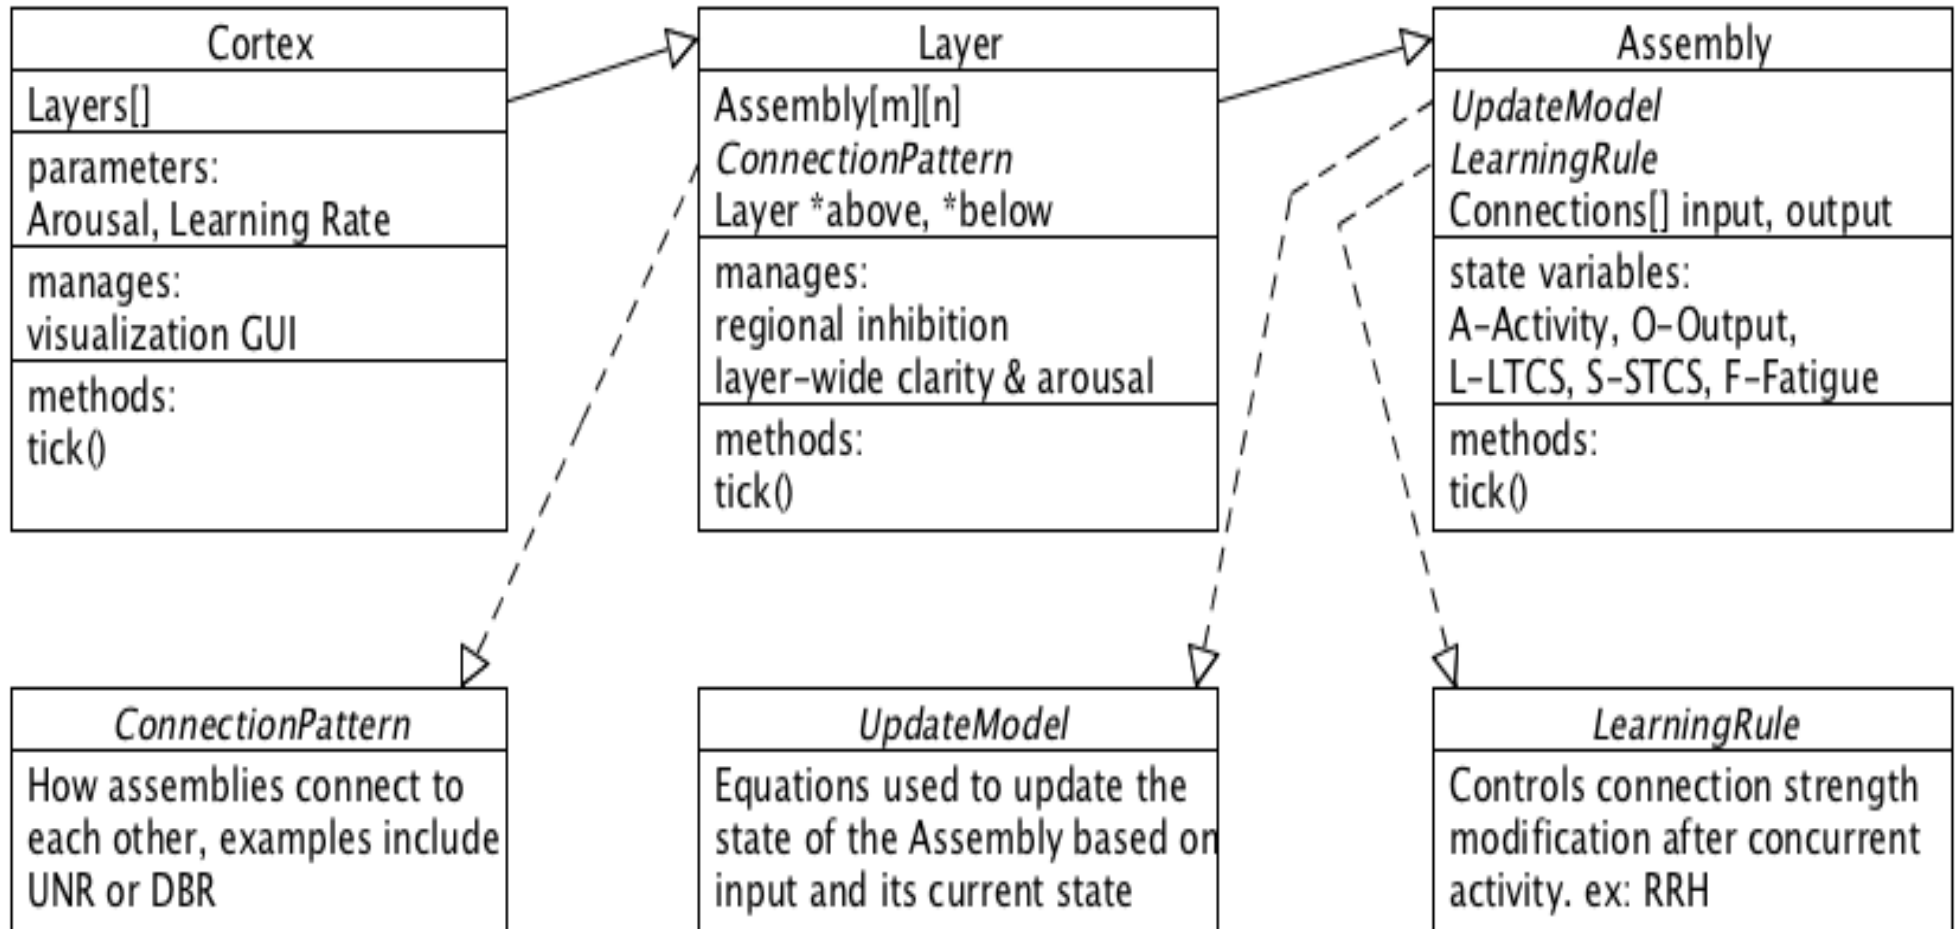 Cortex
Layers[]
parameters:
Arousal, Learning Rate
manages:
visualization GUI
methods:
tick()
Layer
Assembly[m][n]
ConnectionPattern
Layer *above, *below
manages:
regional inhibition
layer-wide clarity & arousal
methods:
tick()
Assembly
UpdateModel
LearningRule
Connections[] input, output
state variables:
A-Activity, O-Output,
L-LTCS, S-STCS, F-Fatigue
methods:
tick()
ConnectionPattern
How assemblies connect to
each other, examples include
UNR or DBR
UpdateModel
Equations used to update the
state of the Assembly based on
input and its current state
LearningRule
Controls connection strength
modification after concurrent
activity. ex: RRH